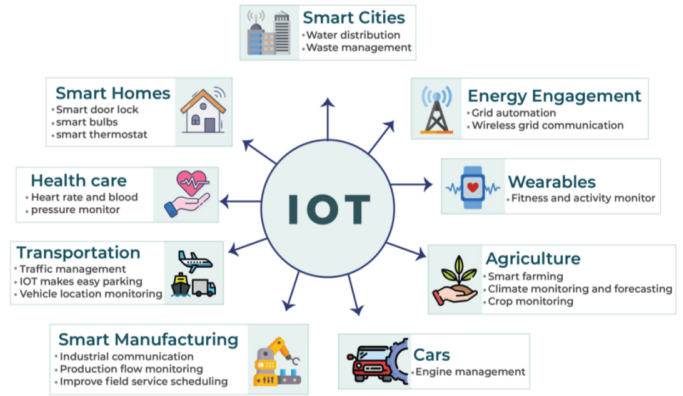 Smart Cities
• Water distribution
• Waste management
Smart Homes
• Smart door lock
• smart bulbs
• smart thermostat
Energy Engagement
• Grid automation
• Wireless grid communication
Health care
• Heart rate and blood
• pressure monitor
IOT
Wearables
• Fitness and activity monitor
Transportation
• Traffic management
• IOT makes easy parking
• Vehicle location monitoring
Agriculture
• Smart farming
• Climate monitoring and forecasting
• Crop monitoring
Smart Manufacturing
• Industrial communication
• Production flow monitoring
• Improve field service scheduling
Cars
• Engine management